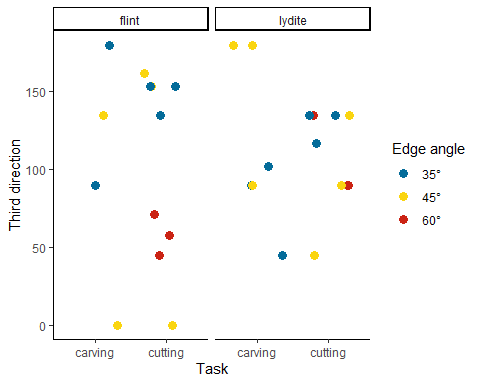 flint
lydite
Third direction
150
100
50
0
carving
cutting
carving
cutting
Task
Edge angle
35°
45°
60°